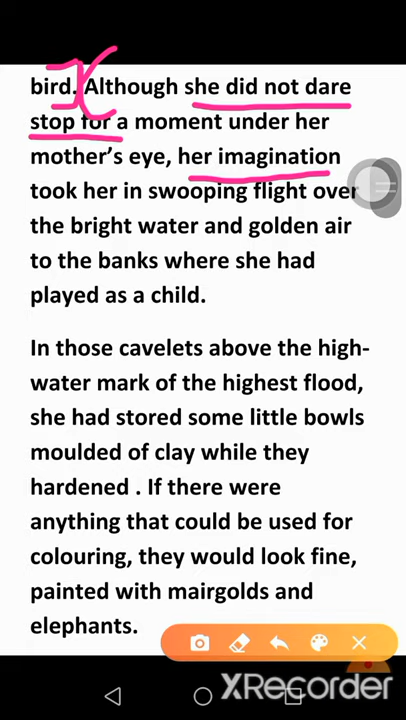 bird. Although she did not dare
stop for a moment under her
mother's eye, her imagination
took her in swooping flight over
the bright water and golden air
to the banks where she had
played as a child.
In those cavelets above the high-
water mark of the highest flood,
she had stored some little bowls
moulded of clay while they
hardened . If there were
anything that could be used for
colouring, they would look fine,
painted with mairgolds and
elephants.
XRecorder